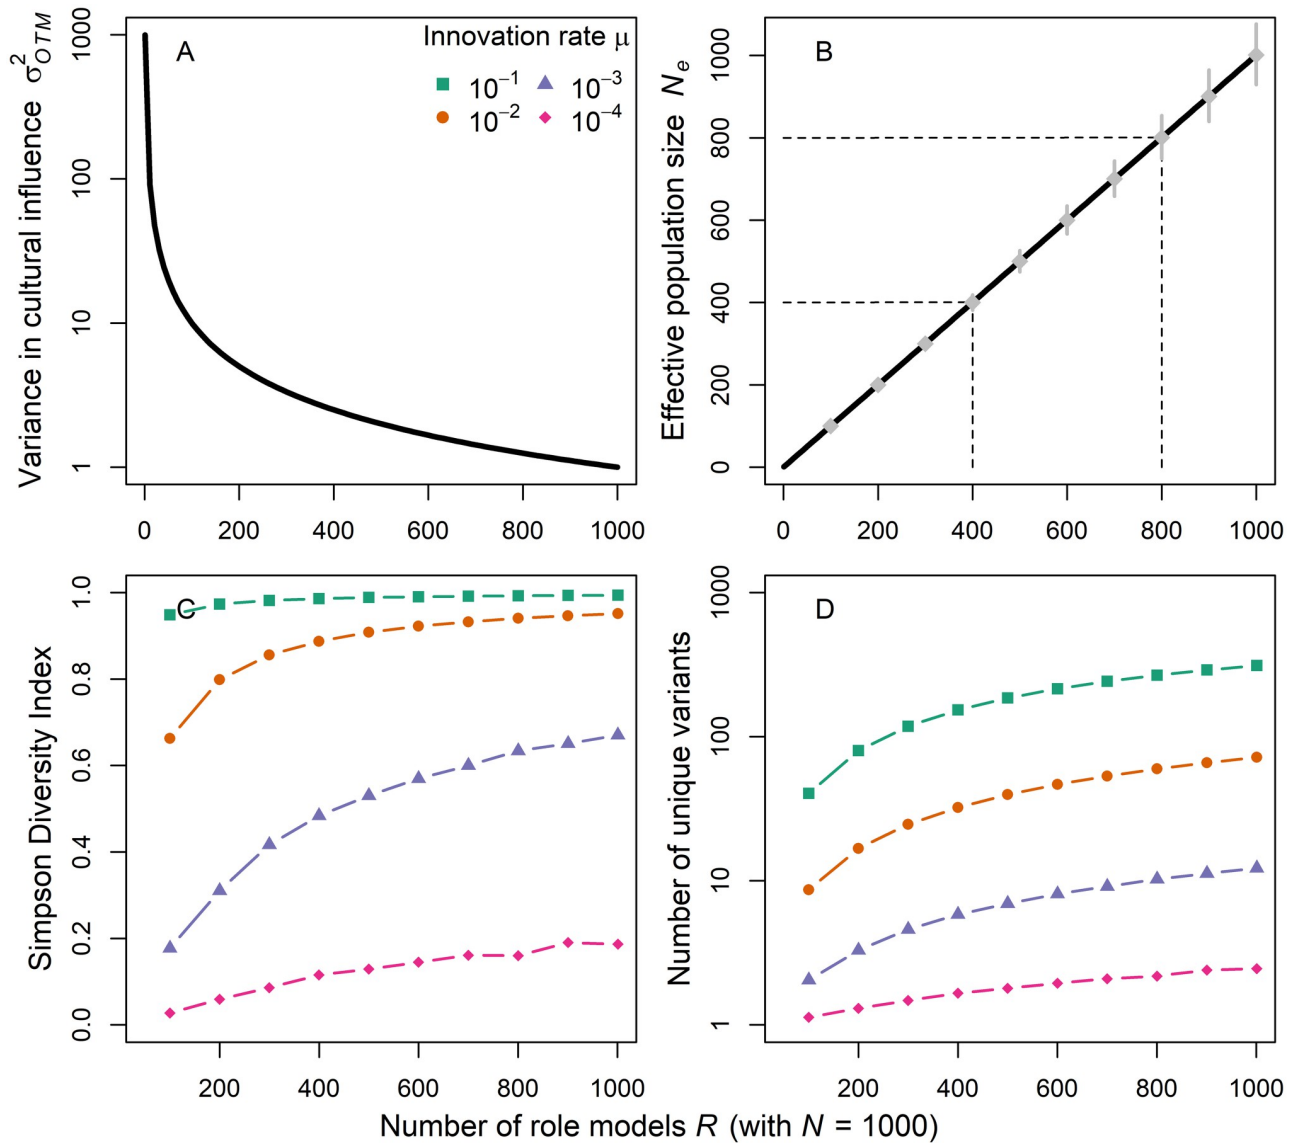 A
Variance in cultural influence σ²OTM
1000
100
10
1
0 200 400 600 800 1000
Innovation rate μ
10⁻¹ 10⁻³
10⁻² 10⁻⁴
B
Effective population size Ne
1000
800
600
400
200
0
0 200 400 600 800 1000
C
Simpson Diversity Index
1.0
0.8
0.6
0.4
0.2
0.0
200 400 600 800 1000
D
Number of unique variants
1000
100
10
1
200 400 600 800 1000
Number of role models R (with N = 1000)